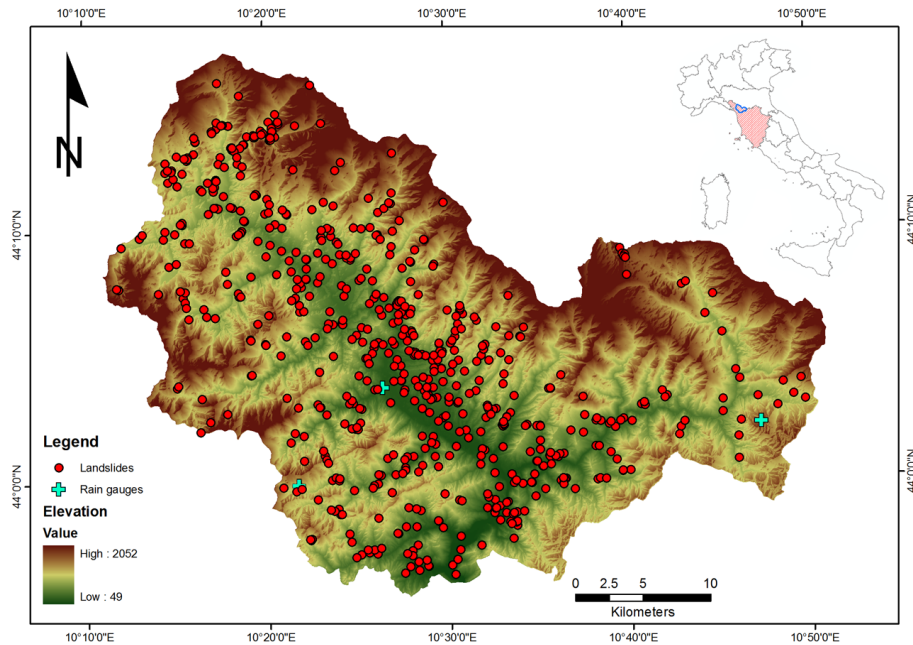 10°10'0"E 10°20'0"E 10°30'0"E 10°40'0"E 10°50'0"E
N
44°10'0"N 44°10'0"N
Legend
Landslides
Rain gauges
Elevation
Value
High : 2052
Low : 49
44°0'0"N 44°0'0"N
0 2.5 5 10
Kilometers
10°10'0"E 10°20'0"E 10°30'0"E 10°40'0"E 10°50'0"E